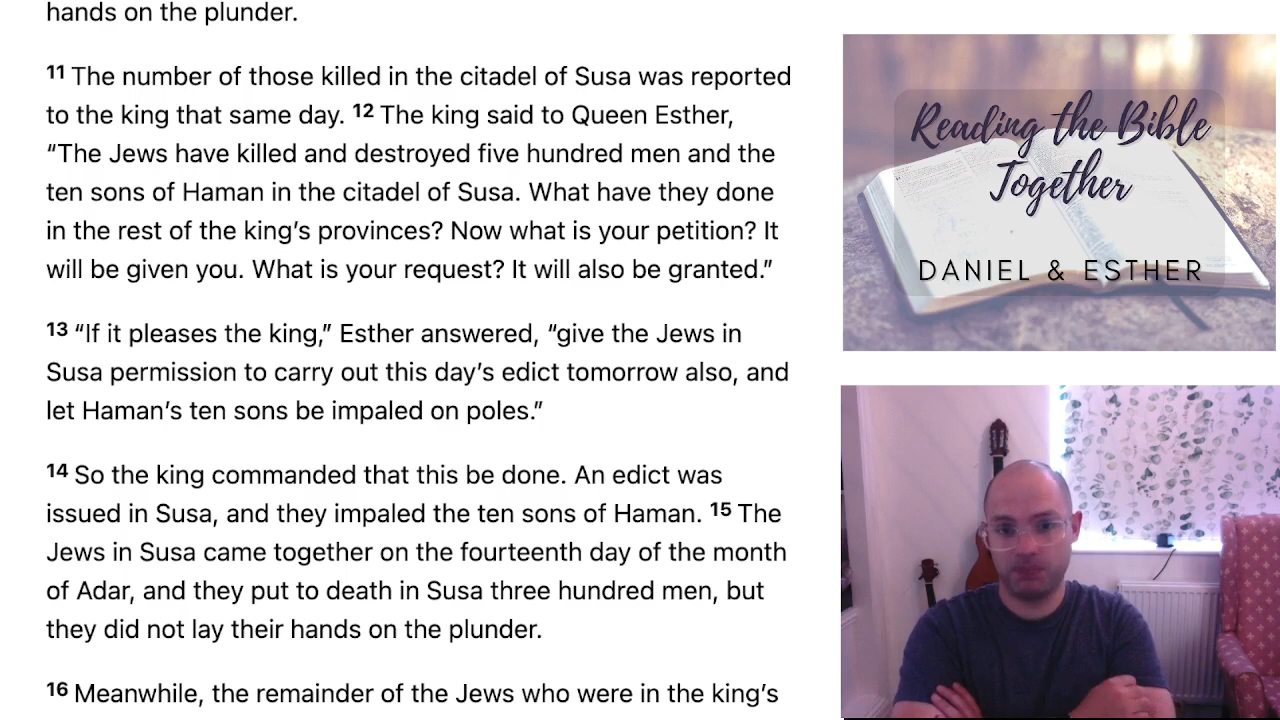 hands on the plunder.
11 The number of those killed in the citadel of Susa was reported
to the king that same day. 12 The king said to Queen Esther,
“The Jews have killed and destroyed five hundred men and the
ten sons of Haman in the citadel of Susa. What have they done
in the rest of the king’s provinces? Now what is your petition? It
will be given you. What is your request? It will also be granted.”
13 “If it pleases the king,” Esther answered, “give the Jews in
Susa permission to carry out this day’s edict tomorrow also, and
let Haman’s ten sons be impaled on poles.”
14 So the king commanded that this be done. An edict was
issued in Susa, and they impaled the ten sons of Haman. 15 The
Jews in Susa came together on the fourteenth day of the month
of Adar, and they put to death in Susa three hundred men, but
they did not lay their hands on the plunder.
16 Meanwhile, the remainder of the Jews who were in the king’s
Reading the Bible
Together
DANIEL & ESTHER